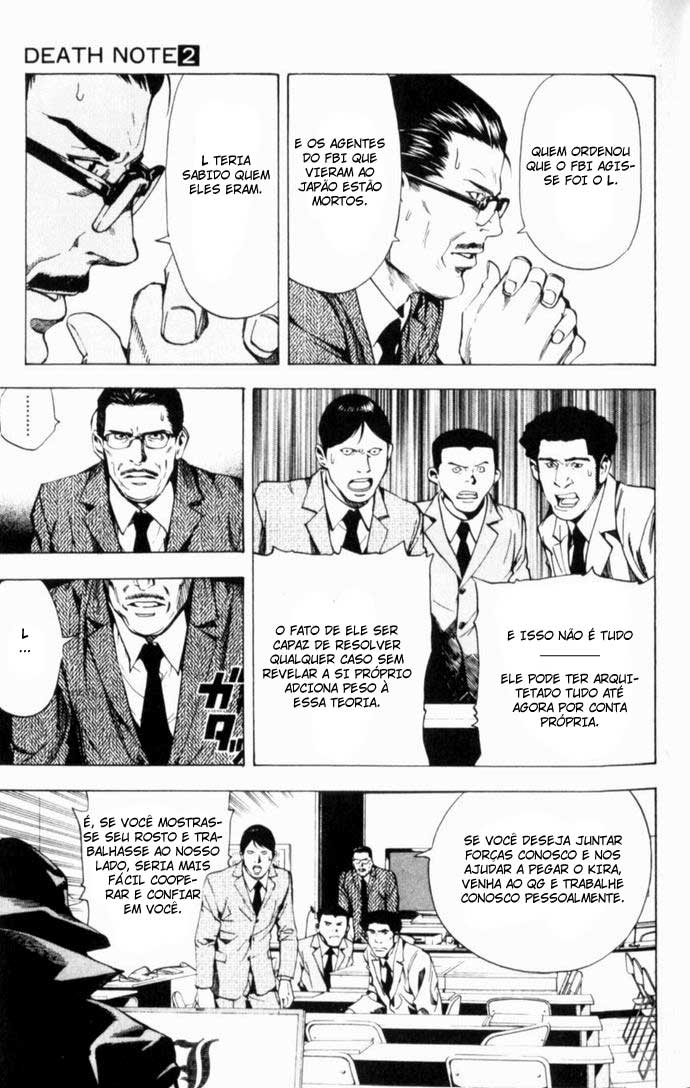 DEATH NOTE 2
QUEM ORDENOU
QUE O FBI AGIS-
SE FOI O L.
E OS AGENTES
DO FBI QUE
VIERAM AO
JAPÃO ESTÃO
MORTOS.
L TERIA
SABIDO QUEM
ELES ERAM.
E ISSO NÃO É TUDO
ELE PODE TER ARQUI-
TETADO TUDO ATÉ
AGORA POR CONTA
PRÓPRIA.
O FATO DE ELE SER
CAPAZ DE RESOLVER
QUALQUER CASO SEM
REVELAR A SI PRÓPRIO
ADCIONA PESO À
ESSA TEORIA.
........
L
...
ガタッ
SE VOCÊ DESEJA JUNTAR
FORÇAS CONOSCO E NOS
AJUDAR A PEGAR O KIRA,
VENHA AO QG E TRABALHE
CONOSCO PESSOALMENTE.
É, SE VOCÊ MOSTRAS-
SE SEU ROSTO E TRA-
BALHASSE AO NOSSO
LADO, SERIA MAIS
FÁCIL COOPE-
RAR E CONFIAR
EM VOCÊ.
L